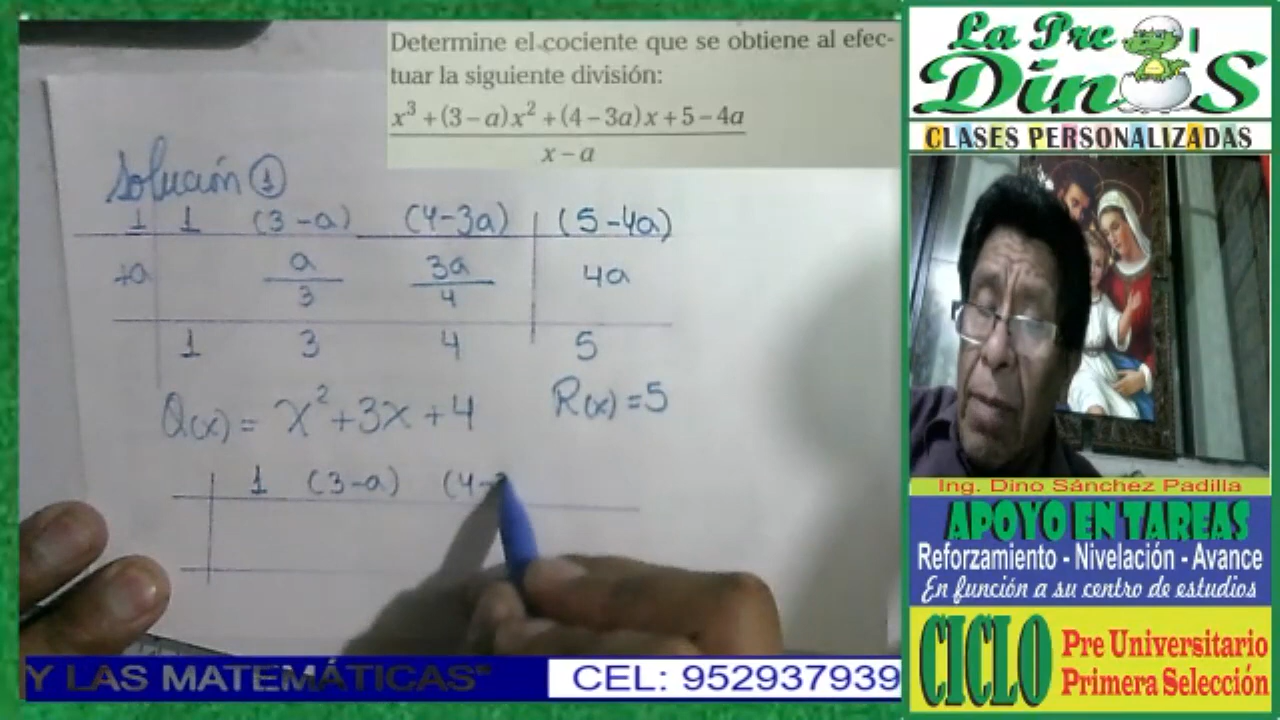 Determine el cociente que se obtiene al efec-
tuar la siguiente división:
x³ + (3 – a)x² + (4 – 3a)x + 5 – 4a
x – a
Solución ①
1 1 (3-a) (4-3a) (5-4a)
+a a 3a 4a
3 4
1 3 4 5
Q(x) = x² + 3x + 4 R(x) = 5
1 (3-a) (4-
Y LAS MATEMÁTICAS"
CEL: 952937939
La Pre
DinoS
CLASES PERSONALIZADAS
Ing. Dino Sánchez Padilla
APOYO EN TAREAS
Reforzamiento - Nivelación - Avance
En función a su centro de estudios
CICLO
Pre Universitario
Primera Selección